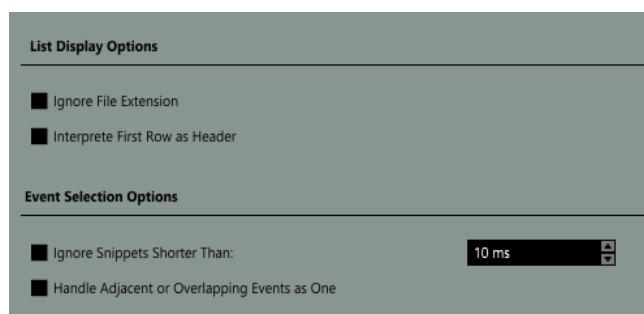 List Display Options
Ignore File Extension
Interprete First Row as Header
Event Selection Options
Ignore Snippets Shorter Than: 10 ms
Handle Adjacent or Overlapping Events as One